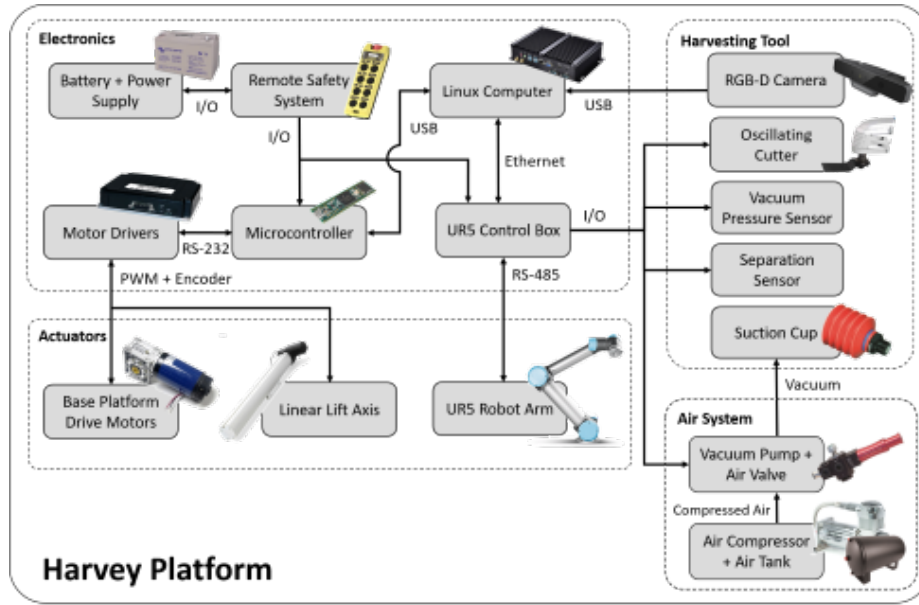 Electronics
Battery + Power
Supply
I/O
Remote Safety
System
I/O
Linux Computer
USB
USB
Ethernet
Motor Drivers
RS-232
Microcontroller
UR5 Control Box
I/O
PWM + Encoder
RS-485
Actuators
Base Platform
Drive Motors
Linear Lift Axis
UR5 Robot Arm
Harvesting Tool
RGB-D Camera
Oscillating
Cutter
Vacuum
Pressure Sensor
Separation
Sensor
Suction Cup
Vacuum
Air System
Vacuum Pump +
Air Valve
Compressed Air
Air Compressor
+ Air Tank
Harvey Platform